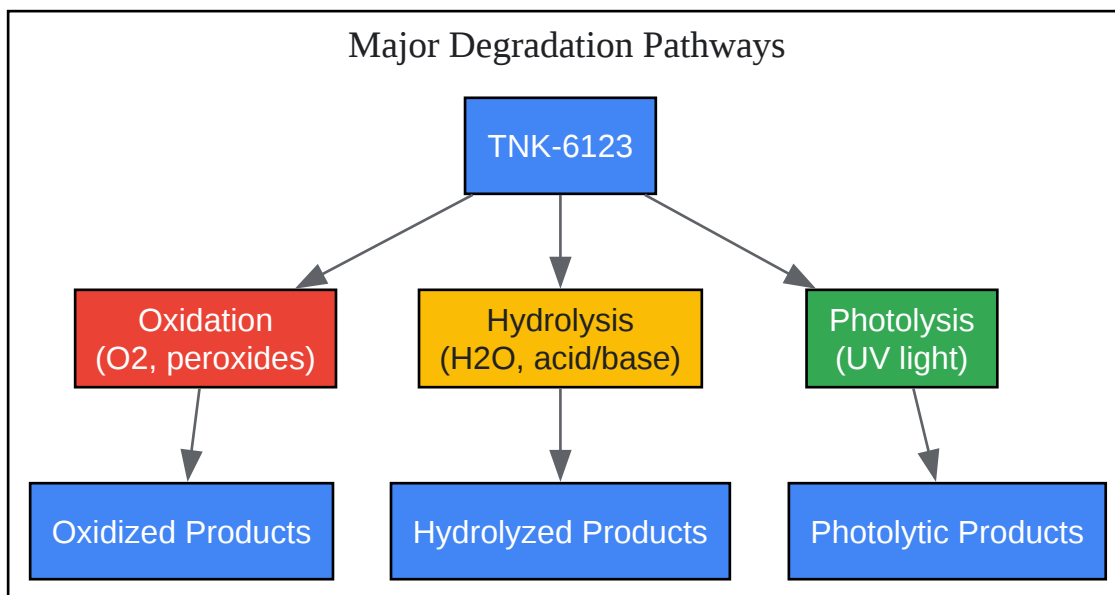 Major Degradation Pathways
TNK-6123
Oxidation
(O2, peroxides)
Hydrolysis
(H2O, acid/base)
Photolysis
(UV light)
Oxidized Products
Hydrolyzed Products
Photolytic Products